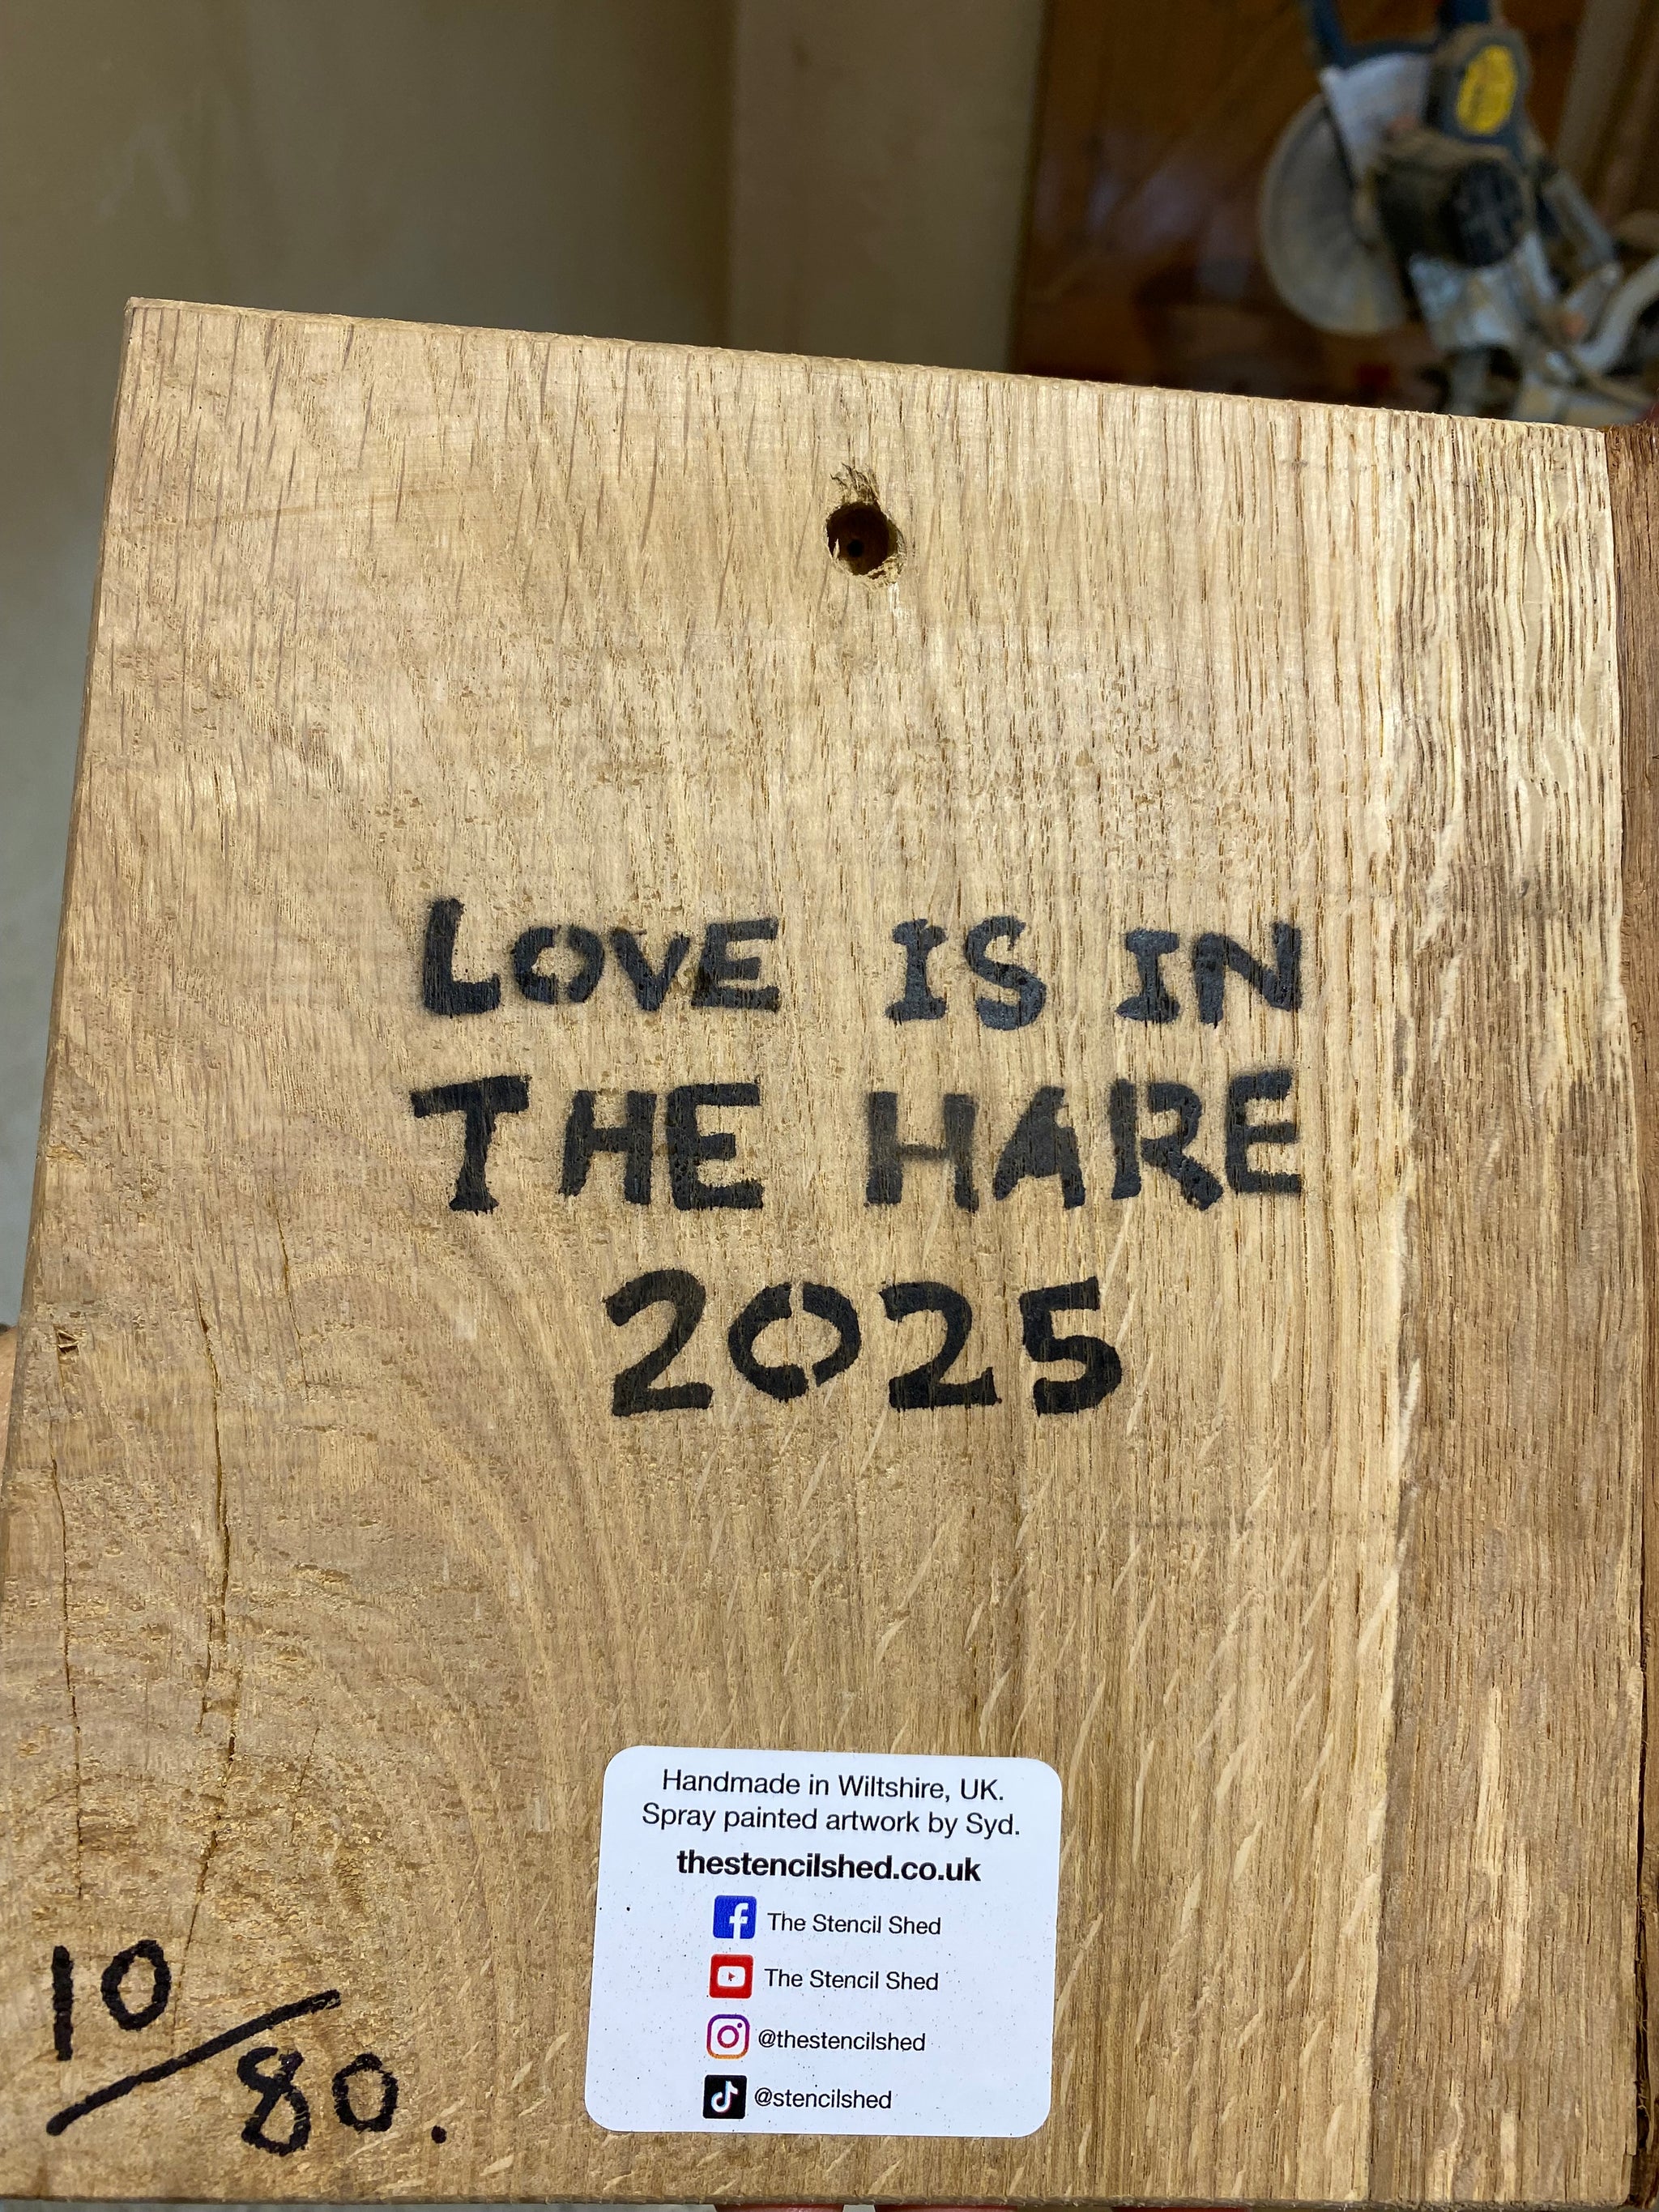 LOVE IS IN
THE HARE
2025
Handmade in Wiltshire, UK.
Spray painted artwork by Syd.
thestencilshed.co.uk
The Stencil Shed
The Stencil Shed
@thestencilshed
@stencilshed
10/80.